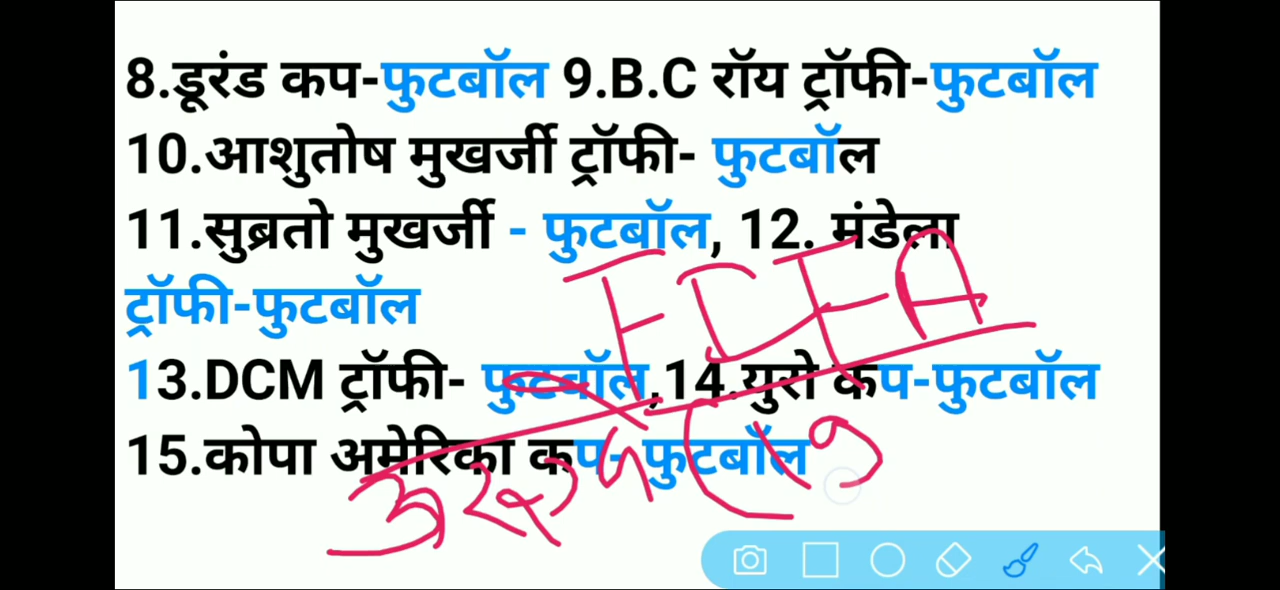 8.डूरंड कप-फुटबॉल 9.B.C रॉय ट्रॉफी-फुटबॉल
10.आशुतोष मुखर्जी ट्रॉफी- फुटबॉल
11.सुब्रतो मुखर्जी - फुटबॉल, 12. मंडेला
ट्रॉफी-फुटबॉल
13.DCM ट्रॉफी- फुटबॉल,14.युरो कप-फुटबॉल
15.कोपा अमेरिका कप- फुटबॉल